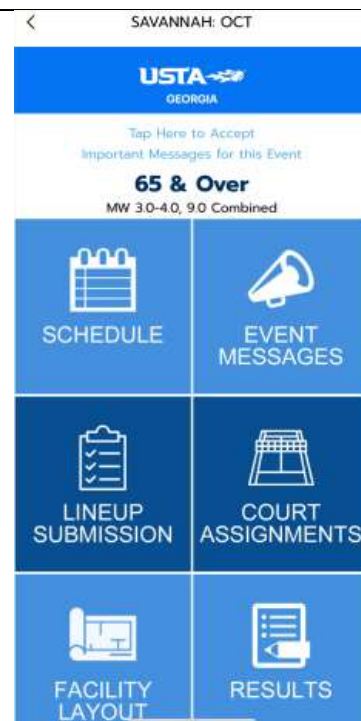 SAVANNAH: OCT
USTA
GEORGIA
Tap Here to Accept
Important Messages for this Event
65 & Over
MW 3.0-4.0, 9.0 Combined
SCHEDULE
EVENT
MESSAGES
LINEUP
SUBMISSION
COURT
ASSIGNMENTS
FACILITY
LAYOUT
RESULTS